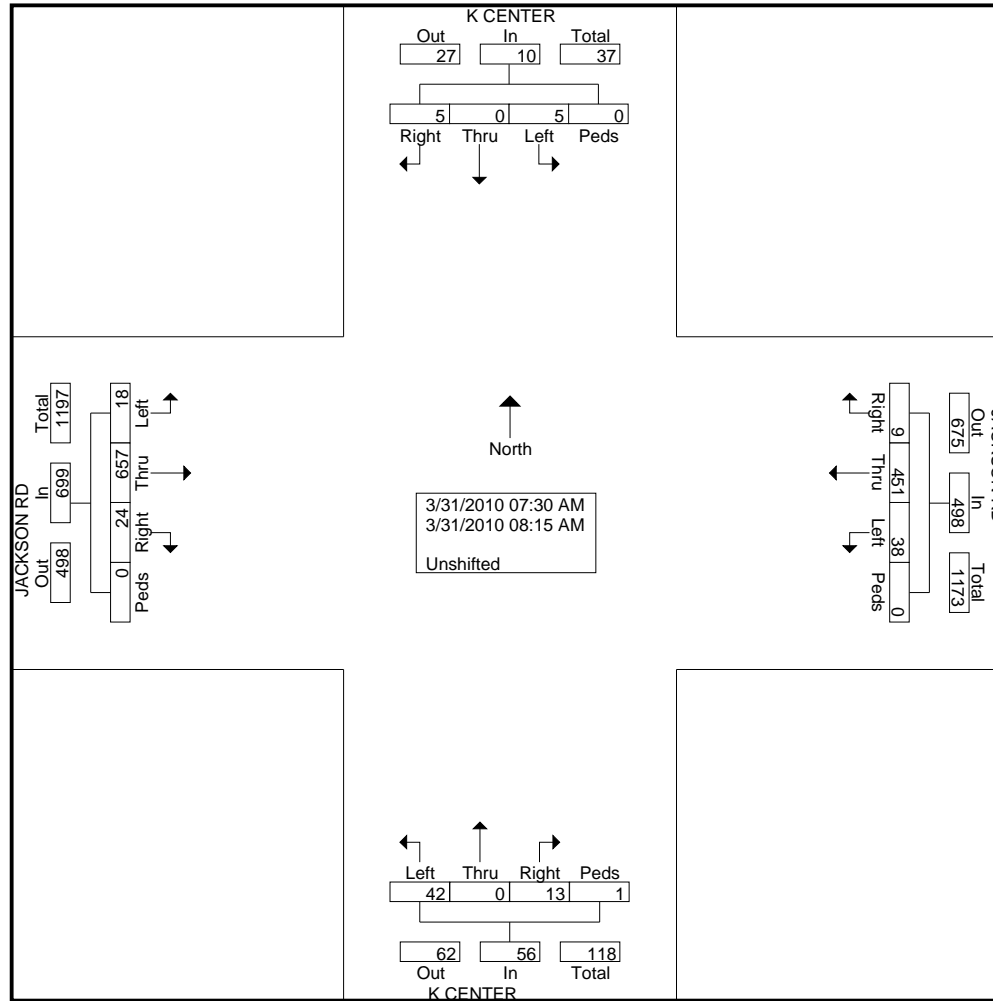 K CENTER
Out In Total
27 10 37
5 0 5 0
Right Thru Left Peds
JACKSON RD
Out In Total
498 699 1197
Left Thru Right Peds
18 657 24 0
North
3/31/2010 07:30 AM
3/31/2010 08:15 AM
Unshifted
Right Thru Left Peds
9 451 38 0
Out In Total
675 498 1173
Left Thru Right Peds
42 0 13 1
62 56 118
Out In Total
K CENTER